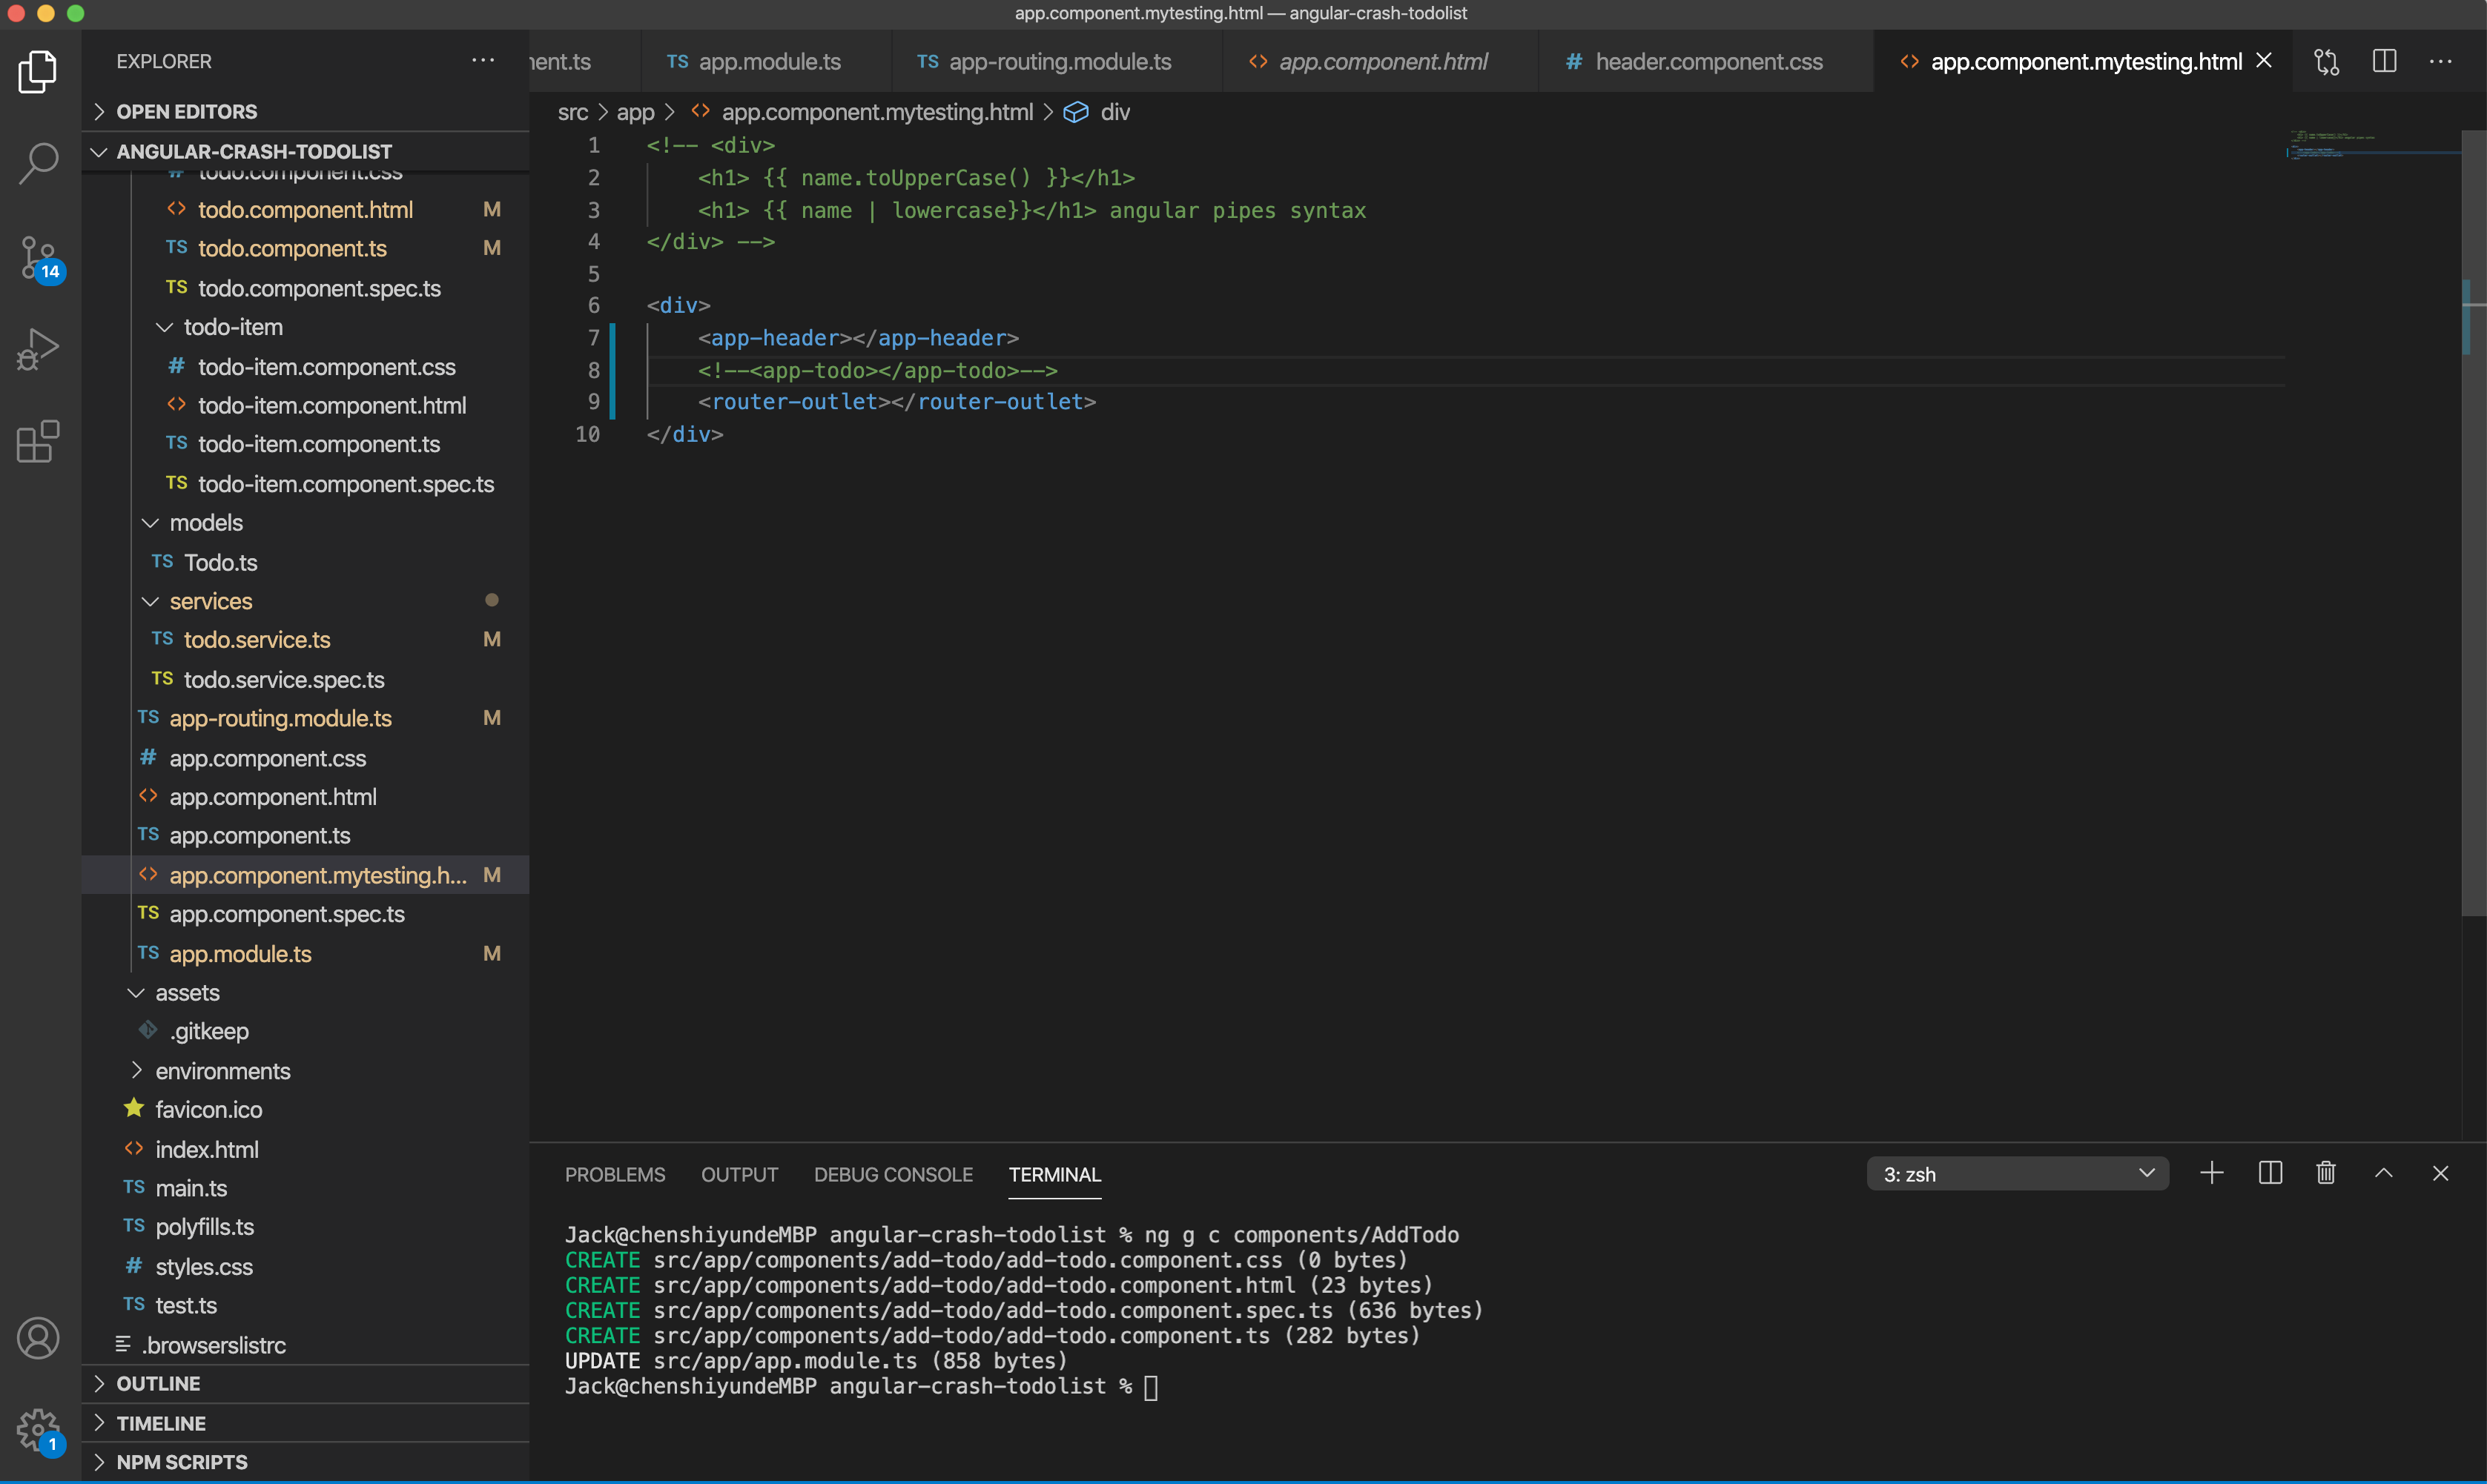 app.component.mytesting.html — angular-crash-todolist
EXPLORER
OPEN EDITORS
ANGULAR-CRASH-TODOLIST
todo.component.css
todo.component.html M
todo.component.ts M
todo.component.spec.ts
todo-item
todo-item.component.css
todo-item.component.html
todo-item.component.ts
todo-item.component.spec.ts
models
Todo.ts
services
todo.service.ts M
todo.service.spec.ts
app-routing.module.ts M
app.component.css
app.component.html
app.component.ts
app.component.mytesting.h... M
app.component.spec.ts
app.module.ts M
assets
.gitkeep
environments
favicon.ico
index.html
main.ts
polyfills.ts
styles.css
test.ts
.browserslistrc
OUTLINE
TIMELINE
NPM SCRIPTS
14
1
nent.ts TS app.module.ts TS app-routing.module.ts <> app.component.html # header.component.css <> app.component.mytesting.html
src > app > <> app.component.mytesting.html > div
1 <!-- <div>
2 <h1> {{ name.toUpperCase() }}</h1>
3 <h1> {{ name | lowercase}}</h1> angular pipes syntax
4 </div> -->
5
6 <div>
7 <app-header></app-header>
8 <!--<app-todo></app-todo>-->
9 <router-outlet></router-outlet>
10 </div>
PROBLEMS OUTPUT DEBUG CONSOLE TERMINAL 3: zsh
Jack@chenshiyundeMBP angular-crash-todolist % ng g c components/AddTodo
CREATE src/app/components/add-todo/add-todo.component.css (0 bytes)
CREATE src/app/components/add-todo/add-todo.component.html (23 bytes)
CREATE src/app/components/add-todo/add-todo.component.spec.ts (636 bytes)
CREATE src/app/components/add-todo/add-todo.component.ts (282 bytes)
UPDATE src/app/app.module.ts (858 bytes)
Jack@chenshiyundeMBP angular-crash-todolist %